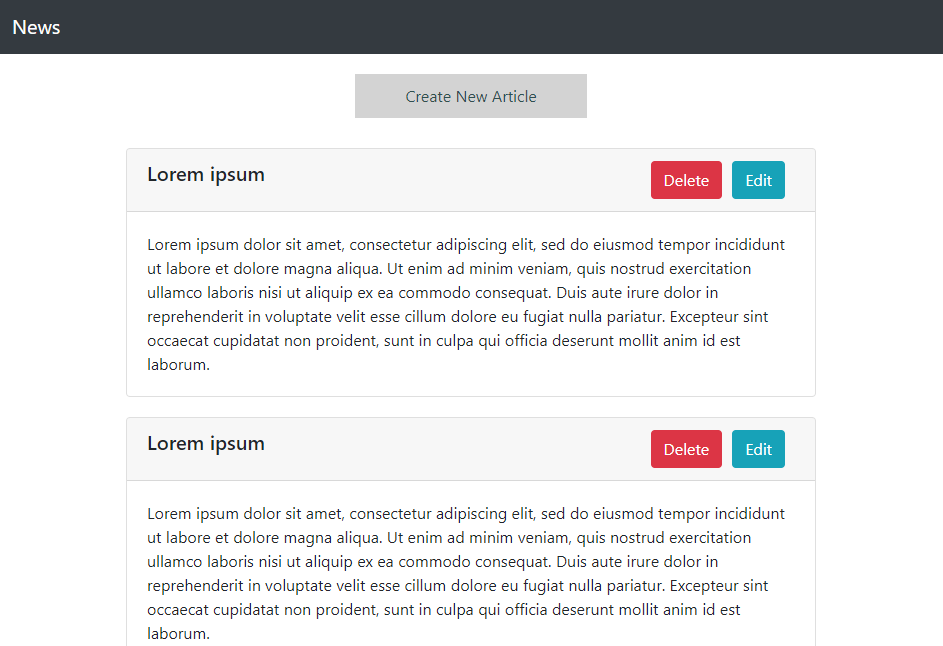 News
Create New Article
Lorem ipsum
Delete
Edit
Lorem ipsum dolor sit amet, consectetur adipiscing elit, sed do eiusmod tempor incididunt
ut labore et dolore magna aliqua. Ut enim ad minim veniam, quis nostrud exercitation
ullamco laboris nisi ut aliquip ex ea commodo consequat. Duis aute irure dolor in
reprehenderit in voluptate velit esse cillum dolore eu fugiat nulla pariatur. Excepteur sint
occaecat cupidatat non proident, sunt in culpa qui officia deserunt mollit anim id est
laborum.
Lorem ipsum
Delete
Edit
Lorem ipsum dolor sit amet, consectetur adipiscing elit, sed do eiusmod tempor incididunt
ut labore et dolore magna aliqua. Ut enim ad minim veniam, quis nostrud exercitation
ullamco laboris nisi ut aliquip ex ea commodo consequat. Duis aute irure dolor in
reprehenderit in voluptate velit esse cillum dolore eu fugiat nulla pariatur. Excepteur sint
occaecat cupidatat non proident, sunt in culpa qui officia deserunt mollit anim id est
laborum.